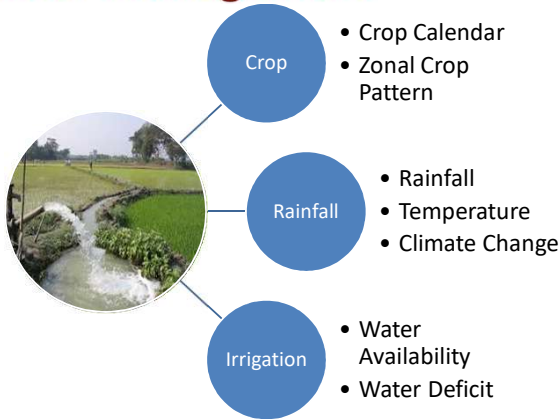 Crop
• Crop Calendar
• Zonal Crop
Pattern
Rainfall
• Rainfall
• Temperature
• Climate Change
Irrigation
• Water
Availability
• Water Deficit